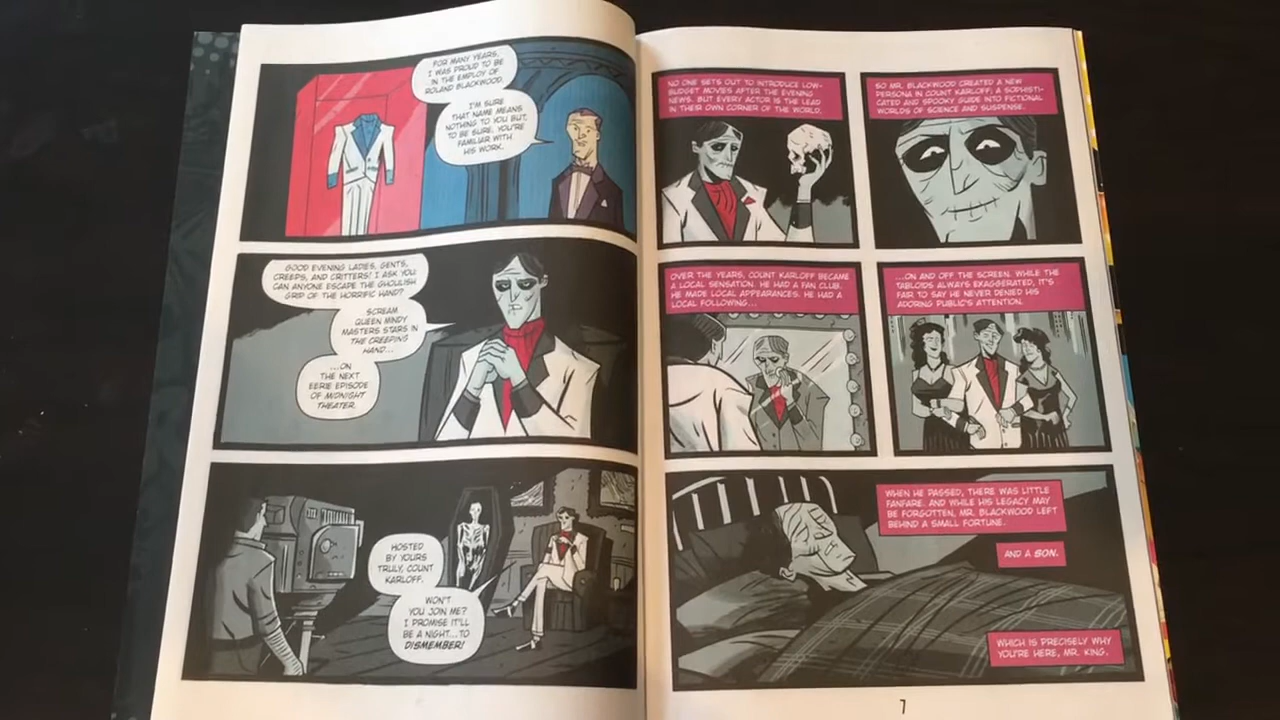 FOR MANY YEARS,
I WAS PROUD TO BE
IN THE EMPLOY OF
ROLAND BLACKWOOD.
I'M SURE
THAT NAME MEANS
NOTHING TO YOU BUT,
TO BE SURE, YOU'RE
FAMILIAR WITH
HIS WORK.
GOOD EVENING LADIES, GENTS,
CREEPS, AND CRITTERS! I ASK YOU:
CAN ANYONE ESCAPE THE GHOULISH
GRIP OF THE HORRIFIC HAND?
SCREAM
QUEEN MINDY
MASTERS STARS IN
THE CREEPING
HAND...
...ON
THE NEXT
EERIE EPISODE
OF MIDNIGHT
THEATER.
HOSTED
BY YOURS
TRULY, COUNT
KARLOFF.
WON'T
YOU JOIN ME?
I PROMISE IT'LL
BE A NIGHT...TO
DISMEMBER!
NO ONE SETS OUT TO INTRODUCE LOW-
BUDGET MOVIES AFTER THE EVENING
NEWS. BUT EVERY ACTOR IS THE LEAD
IN THEIR OWN CORNER OF THE WORLD.
SO MR. BLACKWOOD CREATED A NEW
PERSONA IN COUNT KARLOFF; A SOPHISTI-
CATED AND SPOOKY GUIDE INTO FICTIONAL
WORLDS OF SCIENCE AND SUSPENSE.
OVER THE YEARS, COUNT KARLOFF BECAME
A LOCAL SENSATION. HE HAD A FAN CLUB.
HE MADE LOCAL APPEARANCES. HE HAD A
LOCAL FOLLOWING...
...ON AND OFF THE SCREEN. WHILE THE
TABLOIDS ALWAYS EXAGGERATED, IT'S
FAIR TO SAY HE NEVER DENIED HIS
ADORING PUBLIC'S ATTENTION.
WHEN HE PASSED, THERE WAS LITTLE
FANFARE. AND WHILE HIS LEGACY MAY
BE FORGOTTEN, MR. BLACKWOOD LEFT
BEHIND A SMALL FORTUNE.
AND A SON.
WHICH IS PRECISELY WHY
YOU'RE HERE, MR. KING.
7